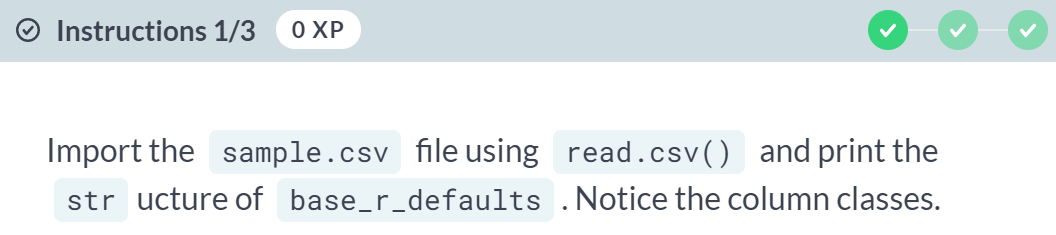 Instructions 1/3 0 XP
Import the sample.csv file using read.csv() and print the
str ucture of base_r_defaults . Notice the column classes.